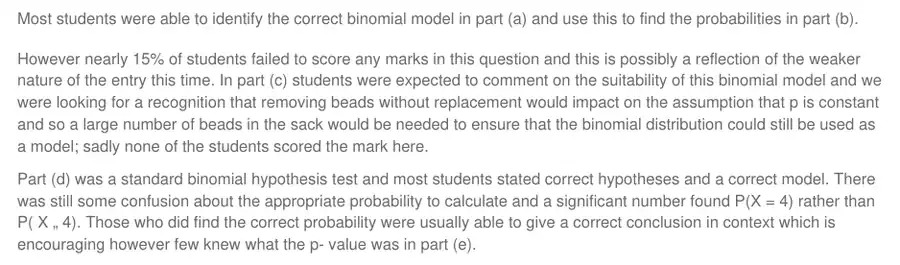 Most students were able to identify the correct binomial model in part (a) and use this to find the probabilities in part (b).
However nearly 15% of students failed to score any marks in this question and this is possibly a reflection of the weaker
nature of the entry this time. In part (c) students were expected to comment on the suitability of this binomial model and we
were looking for a recognition that removing beads without replacement would impact on the assumption that p is constant
and so a large number of beads in the sack would be needed to ensure that the binomial distribution could still be used as
a model; sadly none of the students scored the mark here.
Part (d) was a standard binomial hypothesis test and most students stated correct hypotheses and a correct model. There
was still some confusion about the appropriate probability to calculate and a significant number found P(X = 4) rather than
P( X „ 4). Those who did find the correct probability were usually able to give a correct conclusion in context which is
encouraging however few knew what the p- value was in part (e).